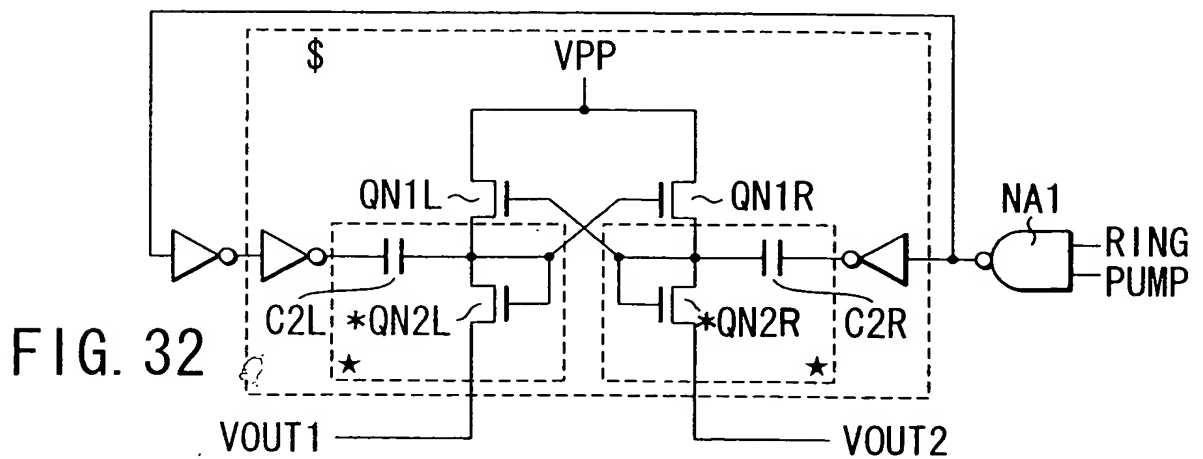 $
VPP
QN1L
QN1R
NA1
RING
PUMP
C2L
*QN2L
*QN2R
C2R
★
★
FIG. 32
VOUT1
VOUT2